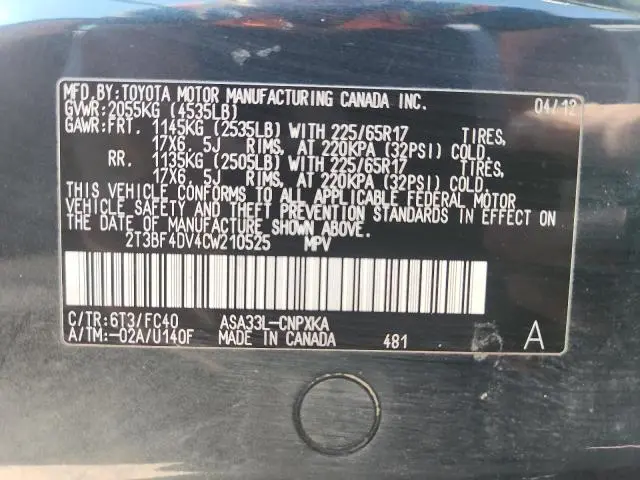 MFD. BY: TOYOTA MOTOR MANUFACTURING CANADA INC.
GVWR: 2055KG (4535LB) 04/12
GAWR: FRT. 1145KG (2535LB) WITH 225/65R17 TIRES,
17X6. 5J RIMS, AT 220KPA (32PSI) COLD.
RR. 1135KG (2505LB) WITH 225/65R17 TIRES,
17X6. 5J RIMS, AT 220KPA (32PSI) COLD.
THIS VEHICLE CONFORMS TO ALL APPLICABLE FEDERAL MOTOR
VEHICLE SAFETY AND THEFT PREVENTION STANDARDS IN EFFECT ON
THE DATE OF MANUFACTURE SHOWN ABOVE.
2T3BF4DV4CW210525 MPV
C/TR: 6T3/FC40 ASA33L-CNPXKA
A/TM: -02A/U140F MADE IN CANADA 481 A